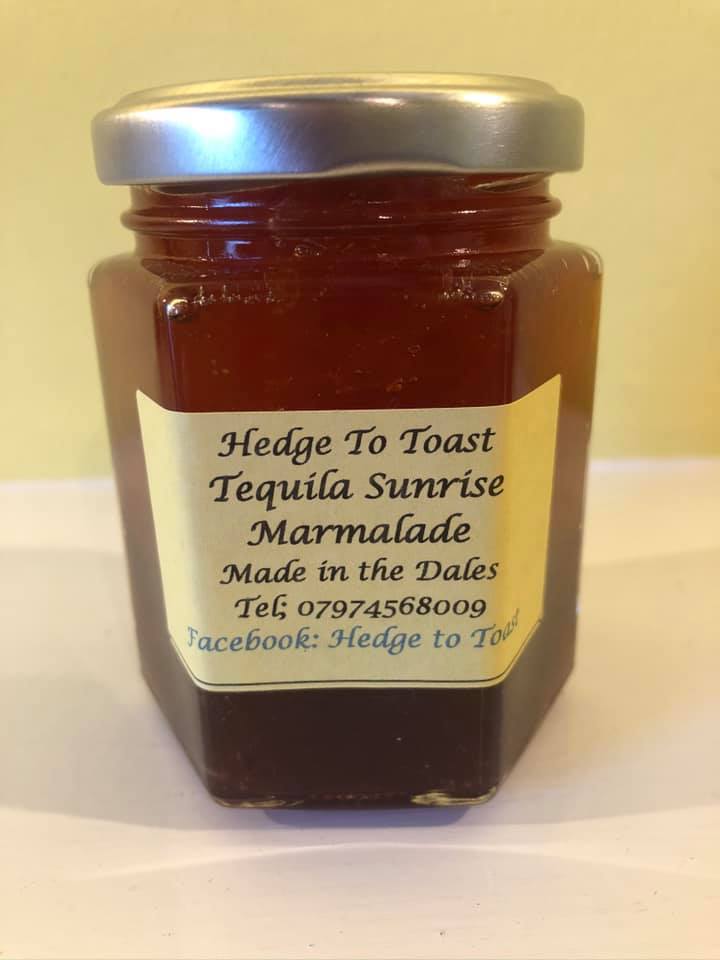 Hedge To Toast
Tequila Sunrise
Marmalade
Made in the Dales
Tel; 07974568009
Facebook: Hedge to Toast